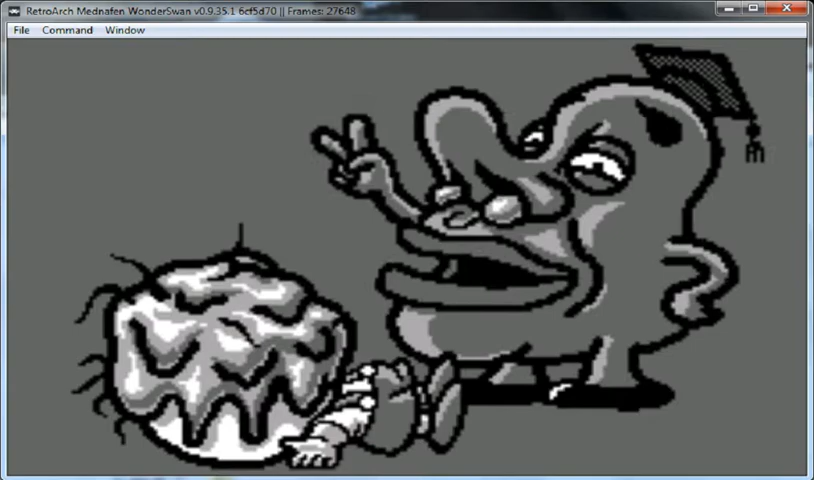 RetroArch Mednafen WonderSwan v0.9.35.1 6cf5d70 || Frames: 27648
File Command Window